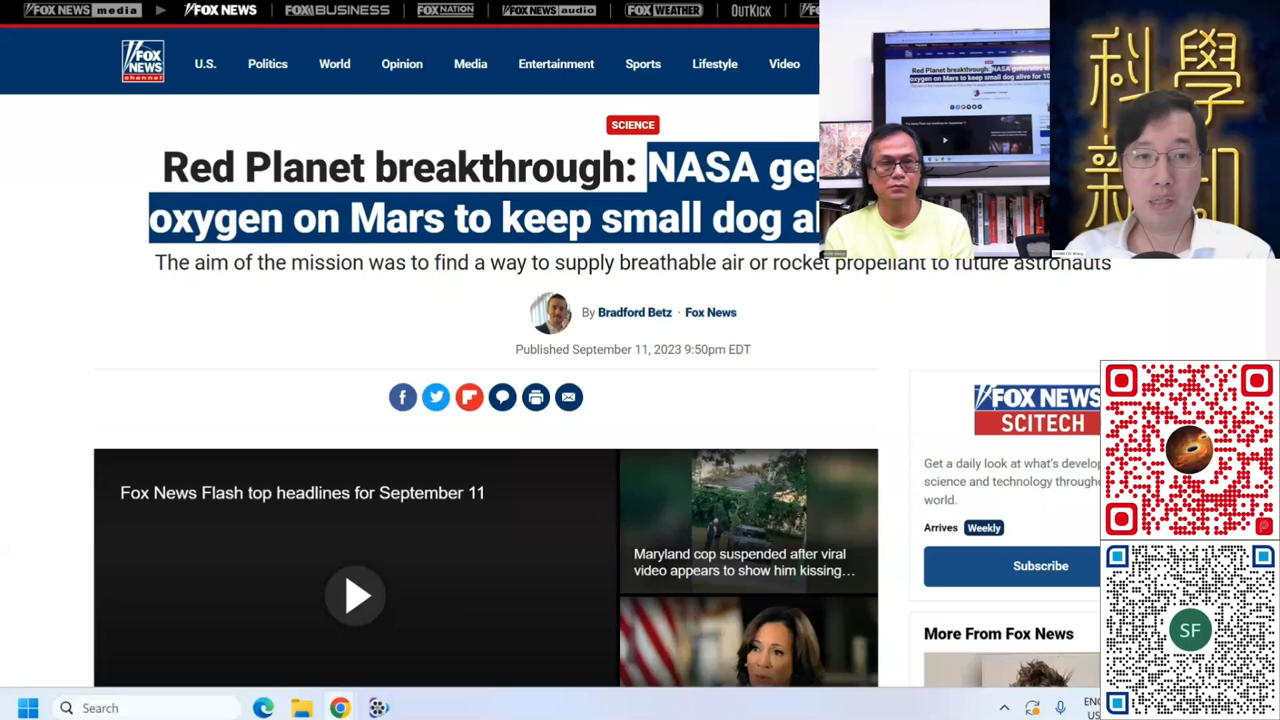 FOX NEWS media
FOX NEWS
FOX BUSINESS
FOX NATION
FOX NEWS audio
FOX WEATHER
OUTKICK
FOX NEWS channel
U.S.
Politics
World
Opinion
Media
Entertainment
Sports
Lifestyle
Video
科學
新知
SCIENCE
Red Planet breakthrough: NASA ge
oxygen on Mars to keep small dog al
The aim of the mission was to find a way to supply breathable air or rocket propellant to future astronauts
By Bradford Betz · Fox News
Published September 11, 2023 9:50pm EDT
Fox News Flash top headlines for September 11
Maryland cop suspended after viral
video appears to show him kissing...
FOX NEWS
SCITECH
Get a daily look at what's develop
science and technology through
world.
Arrives Weekly
Subscribe
More From Fox News
SF
Search
ENG
US